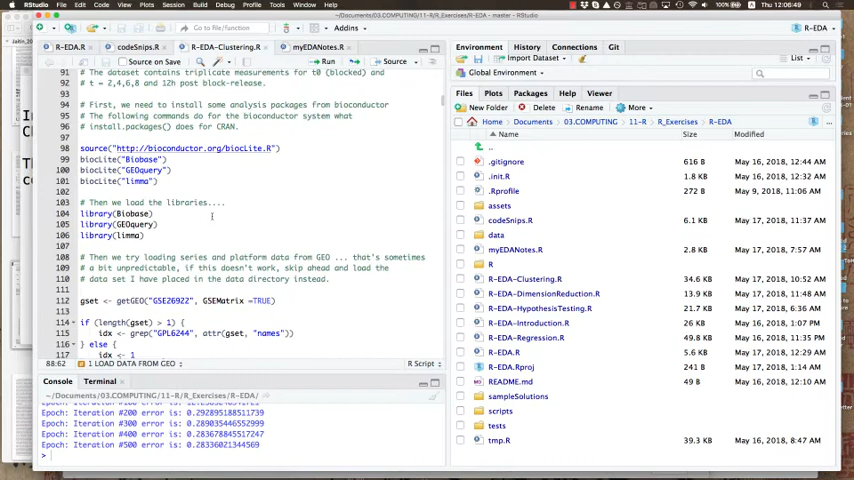 RStudio File Edit Code View Plots Session Build Debug Profile Tools Window Help
100% Thu 12:06:49
~/Documents/03.COMPUTING/11-R/R_Exercises/R-EDA - master - RStudio
Go to file/function Addins R-EDA
R-EDA.R codeSnips.R R-EDA-Clustering.R myEDANotes.R
Source on Save Run Source
91 # The dataset contains triplicate measurements for t0 (blocked) and
92 # t = 2,4,6,8 and 12h post block-release.
93
94 # First, we need to install some analysis packages from bioconductor
95 # The following commands do for the bioconductor system what
96 # install.packages() does for CRAN.
97
98 source("http://bioconductor.org/biocLite.R")
99 biocLite("Biobase")
100 biocLite("GEOquery")
101 biocLite("limma")
102
103 # Then we load the libraries....
104 library(Biobase)
105 library(GEOquery)
106 library(limma)
107
108 # Then we try loading series and platform data from GEO ... that's sometimes
109 # a bit unpredictable, if this doesn't work, skip ahead and load the
110 # data set I have placed in the data directory instead.
111
112 gset <- getGEO("GSE26922", GSEMatrix =TRUE)
113
114 if (length(gset) > 1) {
115 idx <- grep("GPL6244", attr(gset, "names"))
116 } else {
117 idx <- 1
88:62 1 LOAD DATA FROM GEO R Script
Console Terminal
~/Documents/03.COMPUTING/11-R/R_Exercises/R-EDA/
Epoch: Iteration #200 error is: 0.292895188511739
Epoch: Iteration #300 error is: 0.289035446552999
Epoch: Iteration #400 error is: 0.283678845517247
Epoch: Iteration #500 error is: 0.28336021344569
>
Environment History Connections Git
Import Dataset List
Global Environment
Files Plots Packages Help Viewer
New Folder Delete Rename More
Home Documents 03.COMPUTING 11-R R_Exercises R-EDA
Name Size Modified
..
.gitignore 616 B May 16, 2018, 12:44 AM
.init.R 1.8 KB May 16, 2018, 12:32 AM
.Rprofile 272 B May 9, 2018, 11:06 AM
assets
codeSnips.R 6.1 KB May 17, 2018, 11:37 AM
data
myEDANotes.R 2.8 KB May 17, 2018, 7:57 AM
R
R-EDA-Clustering.R 34.6 KB May 17, 2018, 10:52 AM
R-EDA-DimensionReduction.R 13.9 KB May 17, 2018, 11:48 AM
R-EDA-HypothesisTesting.R 21.7 KB May 17, 2018, 6:36 AM
R-EDA-Introduction.R 26 KB May 16, 2018, 1:07 PM
R-EDA-Regression.R 49.8 KB May 16, 2018, 11:35 PM
R-EDA.R 5.6 KB May 17, 2018, 12:29 AM
R-EDA.Rproj 241 B May 17, 2018, 1:14 AM
README.md 49 B May 16, 2018, 12:10 AM
sampleSolutions
scripts
tests
tmp.R 39.3 KB May 16, 2018, 8:47 AM